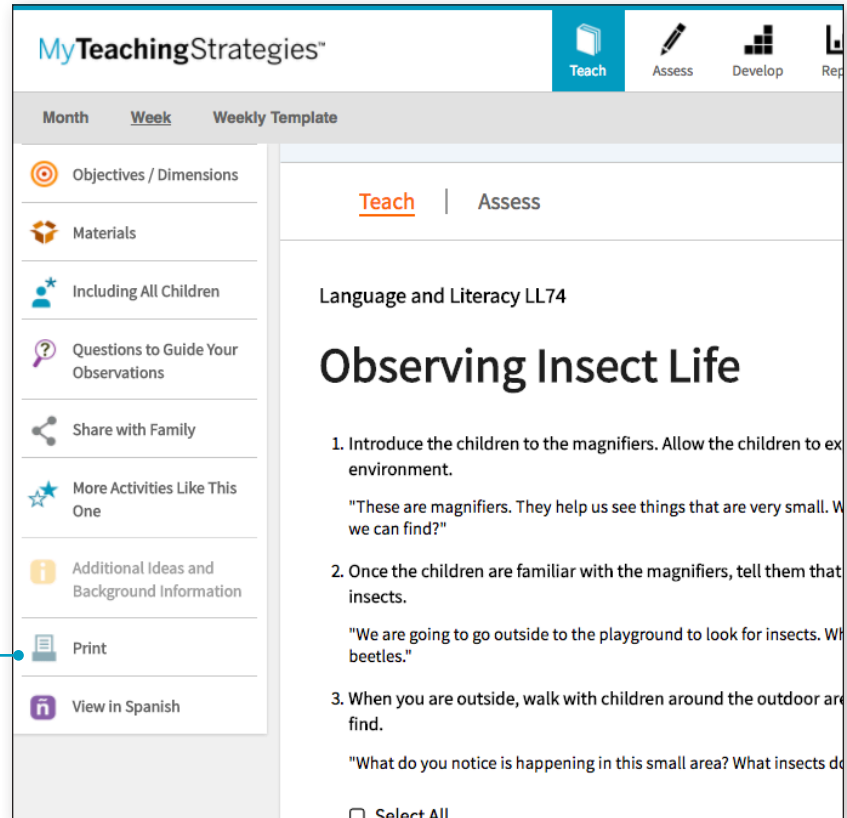 MyTeachingStrategies™
Teach
Assess
Develop
Month
Week
Weekly Template
Objectives / Dimensions
Materials
Including All Children
Questions to Guide Your
Observations
Share with Family
More Activities Like This
One
Additional Ideas and
Background Information
Print
View in Spanish
Teach | Assess
Language and Literacy LL74
Observing Insect Life
1. Introduce the children to the magnifiers. Allow the children to
environment.
"These are magnifiers. They help us see things that are very small.
we can find?"
2. Once the children are familiar with the magnifiers, tell them that
insects.
"We are going to go outside to the playground to look for insects.
beetles."
3. When you are outside, walk with children around the outdoor
find.
"What do you notice is happening in this small area? What insects
Select All